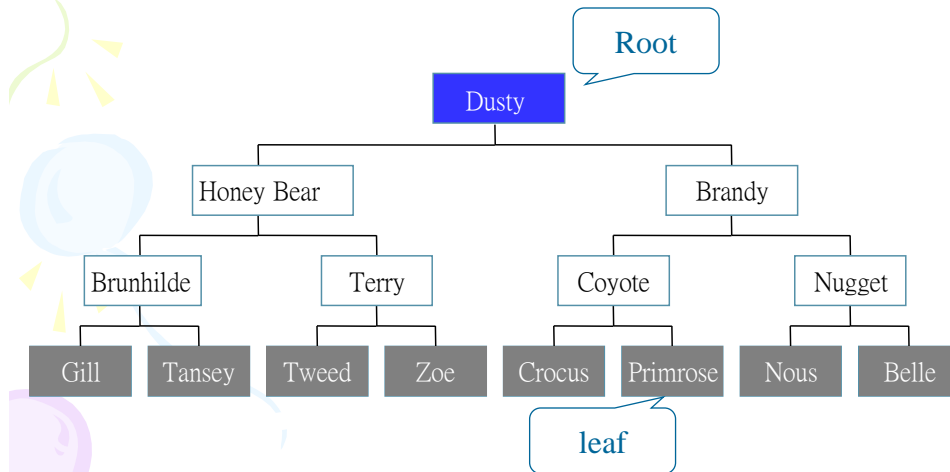 Root
Dusty
Honey Bear
Brandy
Brunhilde
Terry
Coyote
Nugget
Gill
Tansey
Tweed
Zoe
Crocus
Primrose
Nous
Belle
leaf